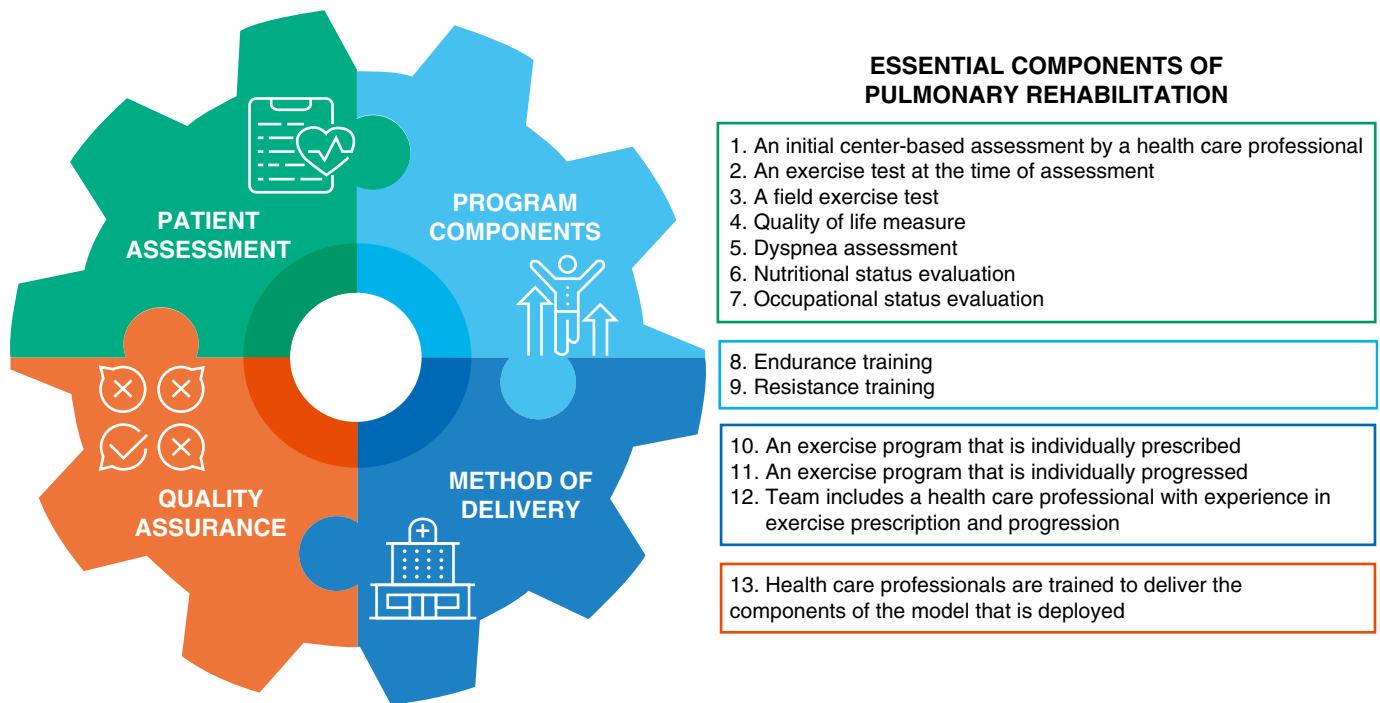 PATIENT
ASSESSMENT
PROGRAM
COMPONENTS
QUALITY
ASSURANCE
METHOD OF
DELIVERY
ESSENTIAL COMPONENTS OF
PULMONARY REHABILITATION
1. An initial center-based assessment by a health care professional
2. An exercise test at the time of assessment
3. A field exercise test
4. Quality of life measure
5. Dyspnea assessment
6. Nutritional status evaluation
7. Occupational status evaluation
8. Endurance training
9. Resistance training
10. An exercise program that is individually prescribed
11. An exercise program that is individually progressed
12. Team includes a health care professional with experience in
exercise prescription and progression
13. Health care professionals are trained to deliver the
components of the model that is deployed